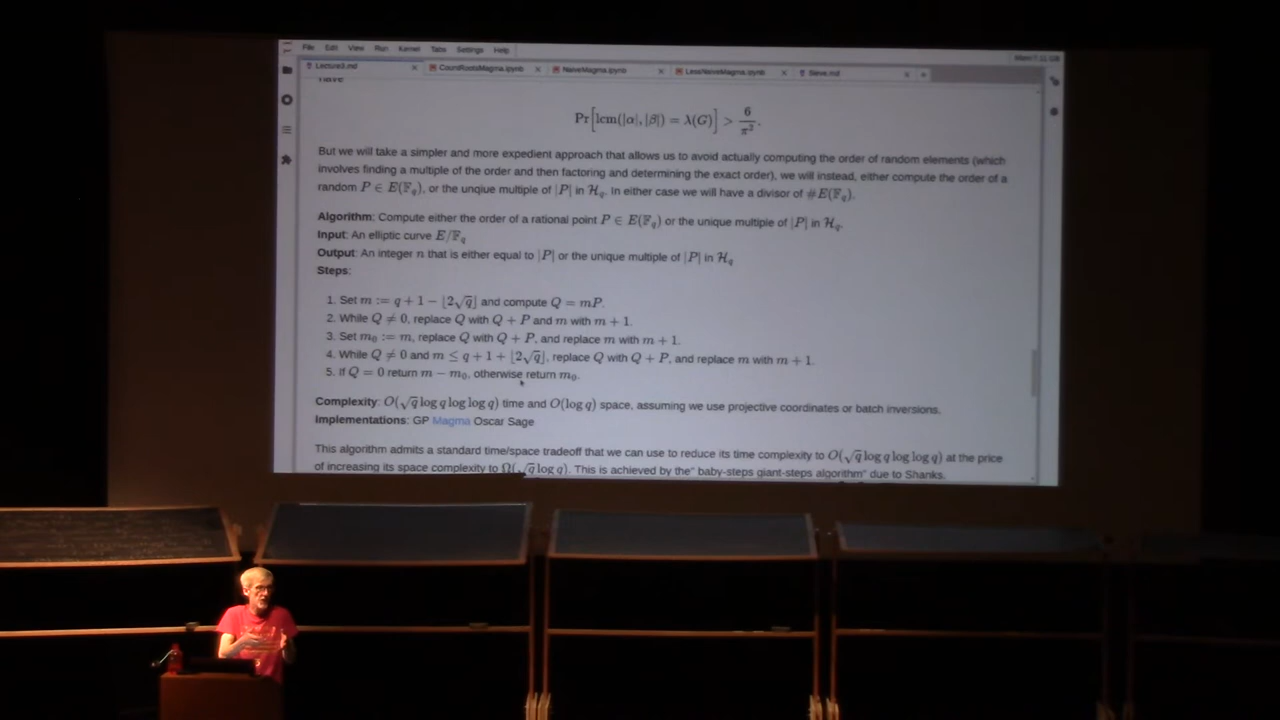 File Edit View Run Kernel Tabs Settings Help
Lecture3.md × CountRootsMagma.ipynb × NaiveMagma.ipynb × LessNaiveMagma.ipynb × Sieve.md × +
Pr[lcm(|α|, |β|) = λ(G)] > 6/π².
But we will take a simpler and more expedient approach that allows us to avoid actually computing the order of random elements (which
involves finding a multiple of the order and then factoring and determining the exact order), we will instead, either compute the order of a
random P ∈ E(𝔽_q), or the unqiue multiple of |P| in ℋ_q. In either case we will have a divisor of #E(𝔽_q).
Algorithm: Compute either the order of a rational point P ∈ E(𝔽_q) or the unique multiple of |P| in ℋ_q.
Input: An elliptic curve E/𝔽_q
Output: An integer n that is either equal to |P| or the unique multiple of |P| in ℋ_q
Steps:
1. Set m := q + 1 − ⌊2√q⌋ and compute Q = mP.
2. While Q ≠ 0, replace Q with Q + P and m with m + 1.
3. Set m₀ := m, replace Q with Q + P, and replace m with m + 1.
4. While Q ≠ 0 and m ≤ q + 1 + ⌊2√q⌋, replace Q with Q + P, and replace m with m + 1.
5. If Q = 0 return m − m₀, otherwise return m₀.
Complexity: O(√q log q log log q) time and O(log q) space, assuming we use projective coordinates or batch inversions.
Implementations: GP Magma Oscar Sage
This algorithm admits a standard time/space tradeoff that we can use to reduce its time complexity to O(√q log q log log q) at the price
of increasing its space complexity to Ω(√q log q). This is achieved by the" baby-steps giant-steps algorithm" due to Shanks.